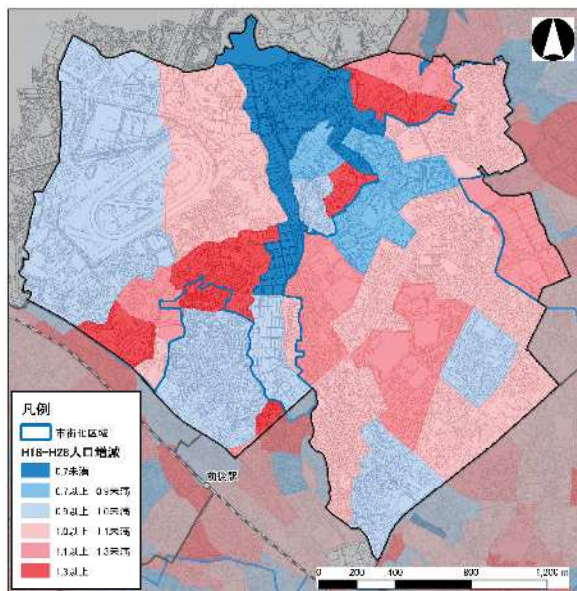 凡例
市街化区域
H18-H28人口増減
0.7未満
0.7以上 0.9未満
0.9以上 1.0未満
1.0以上 1.1未満
1.1以上 1.3未満
1.3以上
0 200 400 800 1,200 m